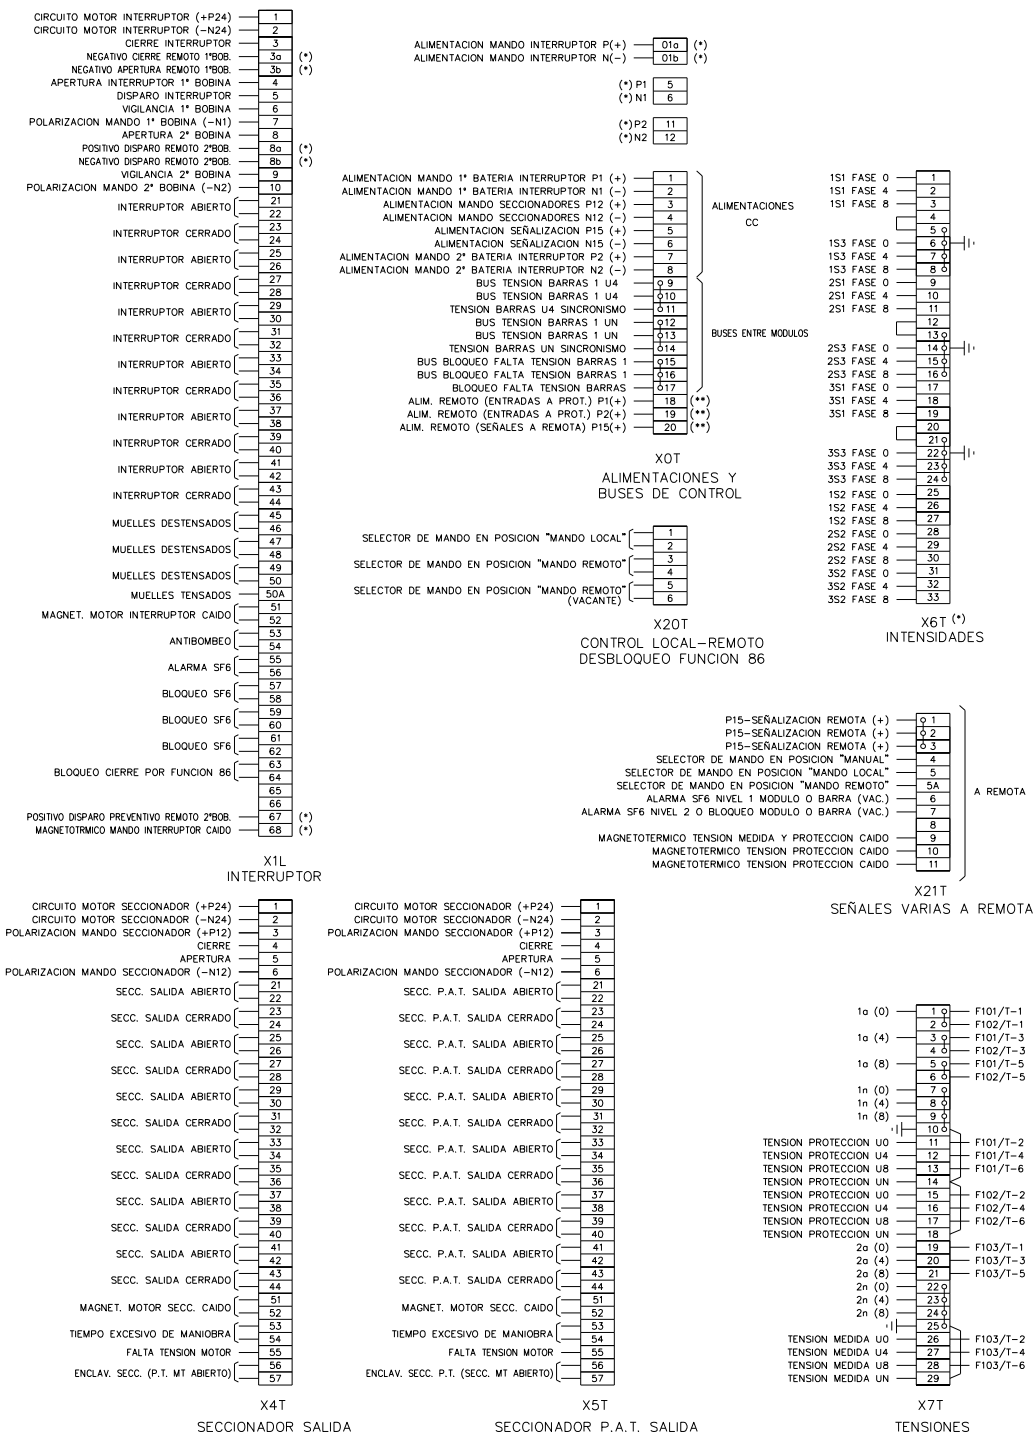 CIRCUITO MOTOR INTERRUPTOR (+P24) 1
CIRCUITO MOTOR INTERRUPTOR (-N24) 2
CIERRE INTERRUPTOR 3
NEGATIVO CIERRE REMOTO 1ªBOB. 3a (*)
NEGATIVO APERTURA REMOTO 1ªBOB. 3b (*)
APERTURA INTERRUPTOR 1ª BOBINA 4
DISPARO INTERRUPTOR 5
VIGILANCIA 1ª BOBINA 6
POLARIZACION MANDO 1ª BOBINA (-N1) 7
APERTURA 2ª BOBINA 8
POSITIVO DISPARO REMOTO 2ªBOB. 8a (*)
NEGATIVO DISPARO REMOTO 2ªBOB. 8b (*)
VIGILANCIA 2ª BOBINA 9
POLARIZACION MANDO 2ª BOBINA (-N2) 10
INTERRUPTOR ABIERTO 21
22
INTERRUPTOR CERRADO 23
24
INTERRUPTOR ABIERTO 25
26
INTERRUPTOR CERRADO 27
28
INTERRUPTOR ABIERTO 29
30
INTERRUPTOR CERRADO 31
32
INTERRUPTOR ABIERTO 33
34
INTERRUPTOR CERRADO 35
36
INTERRUPTOR ABIERTO 37
38
INTERRUPTOR CERRADO 39
40
INTERRUPTOR ABIERTO 41
42
INTERRUPTOR CERRADO 43
44
MUELLES DESTENSADOS 45
46
MUELLES DESTENSADOS 47
48
MUELLES DESTENSADOS 49
50
MUELLES TENSADOS 50A
MAGNET. MOTOR INTERRUPTOR CAIDO 51
52
ANTIBOMBEO 53
54
ALARMA SF6 55
56
BLOQUEO SF6 57
58
BLOQUEO SF6 59
60
BLOQUEO SF6 61
62
BLOQUEO CIERRE POR FUNCION 86 63
64
65
66
POSITIVO DISPARO PREVENTIVO REMOTO 2ªBOB. 67 (*)
MAGNETOTRMICO MANDO INTERRUPTOR CAIDO 68 (*)
X1L
INTERRUPTOR
ALIMENTACION MANDO INTERRUPTOR P(+) 01a (*)
ALIMENTACION MANDO INTERRUPTOR N(-) 01b (*)
(*) P1 5
(*) N1 6
(*) P2 11
(*) N2 12
ALIMENTACION MANDO 1ª BATERIA INTERRUPTOR P1 (+) 1
ALIMENTACION MANDO 1ª BATERIA INTERRUPTOR N1 (-) 2
ALIMENTACION MANDO SECCIONADORES P12 (+) 3
ALIMENTACION MANDO SECCIONADORES N12 (-) 4
ALIMENTACION SEÑALIZACION P15 (+) 5
ALIMENTACION SEÑALIZACION N15 (-) 6
ALIMENTACION MANDO 2ª BATERIA INTERRUPTOR P2 (+) 7
ALIMENTACION MANDO 2ª BATERIA INTERRUPTOR N2 (-) 8
ALIMENTACIONES
CC
BUS TENSION BARRAS 1 U4 9
BUS TENSION BARRAS 1 U4 10
TENSION BARRAS U4 SINCRONISMO 11
BUS TENSION BARRAS 1 UN 12
BUS TENSION BARRAS 1 UN 13
TENSION BARRAS UN SINCRONISMO 14
BUS BLOQUEO FALTA TENSION BARRAS 1 15
BUS BLOQUEO FALTA TENSION BARRAS 1 16
BLOQUEO FALTA TENSION BARRAS 17
BUSES ENTRE MODULOS
ALIM. REMOTO (ENTRADAS A PROT.) P1(+) 18 (**)
ALIM. REMOTO (ENTRADAS A PROT.) P2(+) 19 (**)
ALIM. REMOTO (SEÑALES A REMOTA) P15(+) 20 (**)
X0T
ALIMENTACIONES Y
BUSES DE CONTROL
SELECTOR DE MANDO EN POSICION "MANDO LOCAL" 1
2
SELECTOR DE MANDO EN POSICION "MANDO REMOTO" 3
4
SELECTOR DE MANDO EN POSICION "MANDO REMOTO" 5
(VACANTE) 6
X20T
CONTROL LOCAL-REMOTO
DESBLOQUEO FUNCION 86
1S1 FASE 0 1
1S1 FASE 4 2
1S1 FASE 8 3
4
5
1S3 FASE 0 6
1S3 FASE 4 7
1S3 FASE 8 8
2S1 FASE 0 9
2S1 FASE 4 10
2S1 FASE 8 11
12
13
2S3 FASE 0 14
2S3 FASE 4 15
2S3 FASE 8 16
3S1 FASE 0 17
3S1 FASE 4 18
3S1 FASE 8 19
20
21
3S3 FASE 0 22
3S3 FASE 4 23
3S3 FASE 8 24
1S2 FASE 0 25
1S2 FASE 4 26
1S2 FASE 8 27
2S2 FASE 0 28
2S2 FASE 4 29
2S2 FASE 8 30
3S2 FASE 0 31
3S2 FASE 4 32
3S2 FASE 8 33
X6T (*)
INTENSIDADES
P15-SEÑALIZACION REMOTA (+) 1
P15-SEÑALIZACION REMOTA (+) 2
P15-SEÑALIZACION REMOTA (+) 3
SELECTOR DE MANDO EN POSICION "MANUAL" 4
SELECTOR DE MANDO EN POSICION "MANDO LOCAL" 5
SELECTOR DE MANDO EN POSICION "MANDO REMOTO" 5A
ALARMA SF6 NIVEL 1 MODULO O BARRA (VAC.) 6
ALARMA SF6 NIVEL 2 O BLOQUEO MODULO O BARRA (VAC.) 7
8
MAGNETOTERMICO TENSION MEDIDA Y PROTECCION CAIDO 9
MAGNETOTERMICO TENSION PROTECCION CAIDO 10
MAGNETOTERMICO TENSION PROTECCION CAIDO 11
A REMOTA
X21T
SEÑALES VARIAS A REMOTA
CIRCUITO MOTOR SECCIONADOR (+P24) 1
CIRCUITO MOTOR SECCIONADOR (-N24) 2
POLARIZACION MANDO SECCIONADOR (+P12) 3
CIERRE 4
APERTURA 5
POLARIZACION MANDO SECCIONADOR (-N12) 6
SECC. SALIDA ABIERTO 21
22
SECC. SALIDA CERRADO 23
24
SECC. SALIDA ABIERTO 25
26
SECC. SALIDA CERRADO 27
28
SECC. SALIDA ABIERTO 29
30
SECC. SALIDA CERRADO 31
32
SECC. SALIDA ABIERTO 33
34
SECC. SALIDA CERRADO 35
36
SECC. SALIDA ABIERTO 37
38
SECC. SALIDA CERRADO 39
40
SECC. SALIDA ABIERTO 41
42
SECC. SALIDA CERRADO 43
44
MAGNET. MOTOR SECC. CAIDO 51
52
TIEMPO EXCESIVO DE MANIOBRA 53
54
FALTA TENSION MOTOR 55
ENCLAV. SECC. (P.T. MT ABIERTO) 56
57
X4T
SECCIONADOR SALIDA
CIRCUITO MOTOR SECCIONADOR (+P24) 1
CIRCUITO MOTOR SECCIONADOR (-N24) 2
POLARIZACION MANDO SECCIONADOR (+P12) 3
CIERRE 4
APERTURA 5
POLARIZACION MANDO SECCIONADOR (-N12) 6
SECC. P.A.T. SALIDA ABIERTO 21
22
SECC. P.A.T. SALIDA CERRADO 23
24
SECC. P.A.T. SALIDA ABIERTO 25
26
SECC. P.A.T. SALIDA CERRADO 27
28
SECC. P.A.T. SALIDA ABIERTO 29
30
SECC. P.A.T. SALIDA CERRADO 31
32
SECC. P.A.T. SALIDA ABIERTO 33
34
SECC. P.A.T. SALIDA CERRADO 35
36
SECC. P.A.T. SALIDA ABIERTO 37
38
SECC. P.A.T. SALIDA CERRADO 39
40
SECC. P.A.T. SALIDA ABIERTO 41
42
SECC. P.A.T. SALIDA CERRADO 43
44
MAGNET. MOTOR SECC. CAIDO 51
52
TIEMPO EXCESIVO DE MANIOBRA 53
54
FALTA TENSION MOTOR 55
ENCLAV. SECC. P.T. (SECC. MT ABIERTO) 56
57
X5T
SECCIONADOR P.A.T. SALIDA
1a (0) 1 F101/T-1
2 F102/T-1
1a (4) 3 F101/T-3
4 F102/T-3
1a (8) 5 F101/T-5
6 F102/T-5
1n (0) 7
1n (4) 8
1n (8) 9
10
TENSION PROTECCION U0 11 F101/T-2
TENSION PROTECCION U4 12 F101/T-4
TENSION PROTECCION U8 13 F101/T-6
TENSION PROTECCION UN 14
TENSION PROTECCION U0 15 F102/T-2
TENSION PROTECCION U4 16 F102/T-4
TENSION PROTECCION U8 17 F102/T-6
TENSION PROTECCION UN 18
2a (0) 19 F103/T-1
2a (4) 20 F103/T-3
2a (8) 21 F103/T-5
2n (0) 22
2n (4) 23
2n (8) 24
25
TENSION MEDIDA U0 26 F103/T-2
TENSION MEDIDA U4 27 F103/T-4
TENSION MEDIDA U8 28 F103/T-6
TENSION MEDIDA UN 29
X7T
TENSIONES